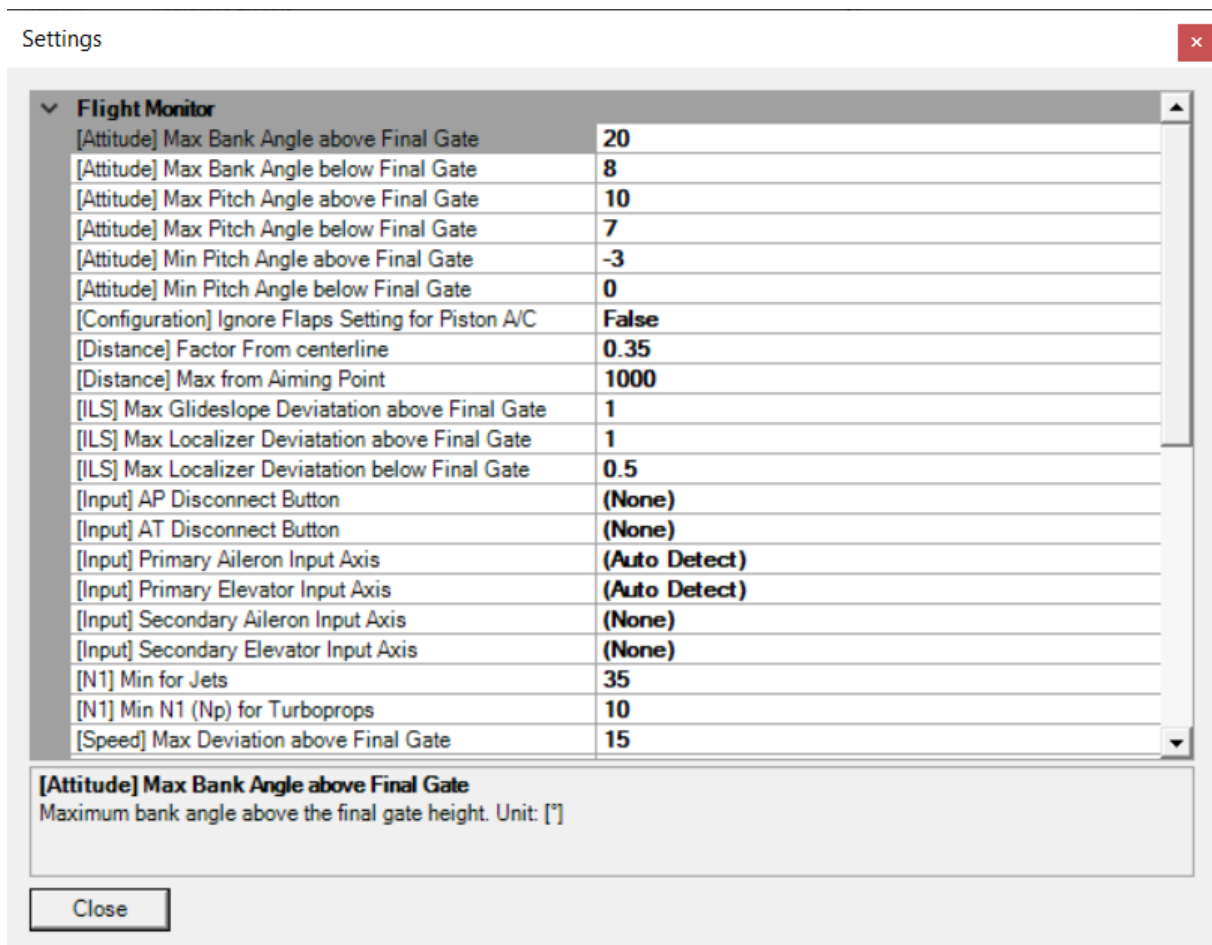 Settings
Flight Monitor
[Attitude] Max Bank Angle above Final Gate 20
[Attitude] Max Bank Angle below Final Gate 8
[Attitude] Max Pitch Angle above Final Gate 10
[Attitude] Max Pitch Angle below Final Gate 7
[Attitude] Min Pitch Angle above Final Gate -3
[Attitude] Min Pitch Angle below Final Gate 0
[Configuration] Ignore Flaps Setting for Piston A/C False
[Distance] Factor From centerline 0.35
[Distance] Max from Aiming Point 1000
[ILS] Max Glideslope Deviatation above Final Gate 1
[ILS] Max Localizer Deviatation above Final Gate 1
[ILS] Max Localizer Deviatation below Final Gate 0.5
[Input] AP Disconnect Button (None)
[Input] AT Disconnect Button (None)
[Input] Primary Aileron Input Axis (Auto Detect)
[Input] Primary Elevator Input Axis (Auto Detect)
[Input] Secondary Aileron Input Axis (None)
[Input] Secondary Elevator Input Axis (None)
[N1] Min for Jets 35
[N1] Min N1 (Np) for Turboprops 10
[Speed] Max Deviation above Final Gate 15
[Attitude] Max Bank Angle above Final Gate
Maximum bank angle above the final gate height. Unit: [°]
Close